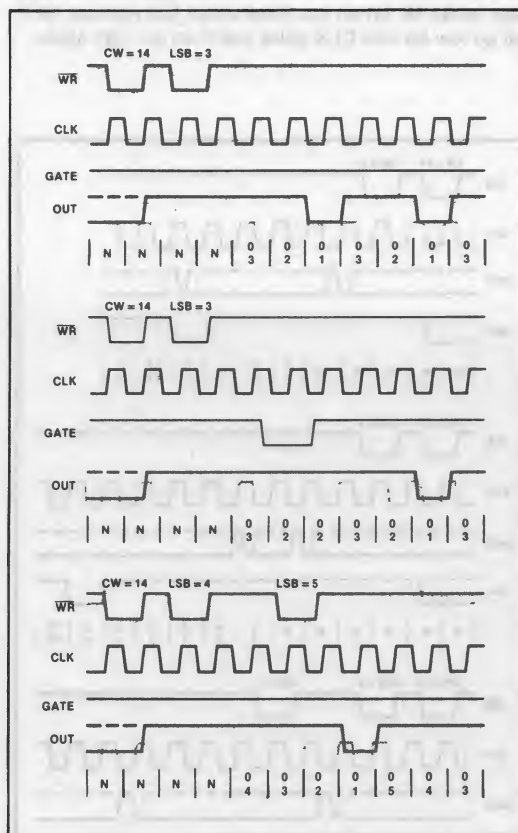 CW = 14 LSB = 3
WR
CLK
GATE
OUT
N N N N 0 0 0 0 0 0 0
3 2 1 3 2 1 3
CW = 14 LSB = 3
WR
CLK
GATE
OUT
N N N N 0 0 0 0 0 0 0
3 2 2 3 2 1 3
CW = 14 LSB = 4 LSB = 5
WR
CLK
GATE
OUT
N N N N 0 0 0 0 0 0 0
4 3 2 1 5 4 3